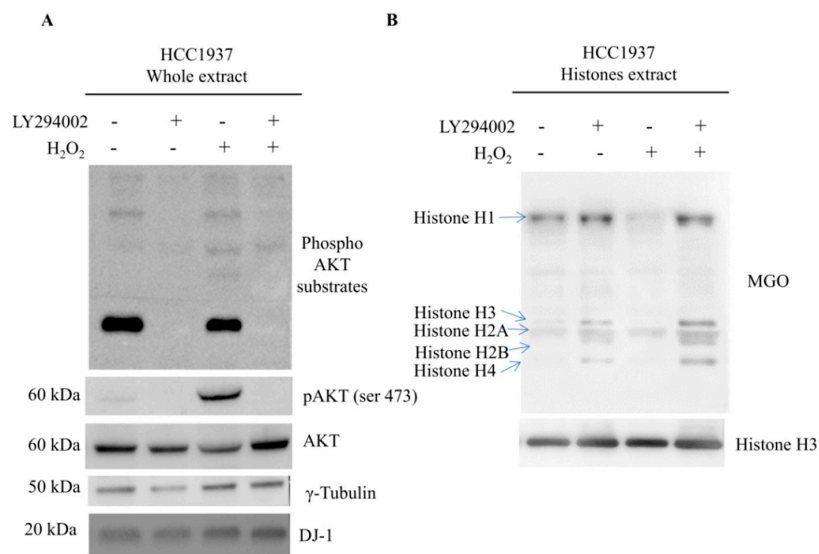 A
HCC1937
Whole extract
LY294002 - + - +
H2O2 - - + +
Phospho
AKT
substrates
60 kDa pAKT (ser 473)
60 kDa AKT
50 kDa γ-Tubulin
20 kDa DJ-1
B
HCC1937
Histones extract
LY294002 - + - +
H2O2 - - + +
Histone H1
MGO
Histone H3
Histone H2A
Histone H2B
Histone H4
Histone H3